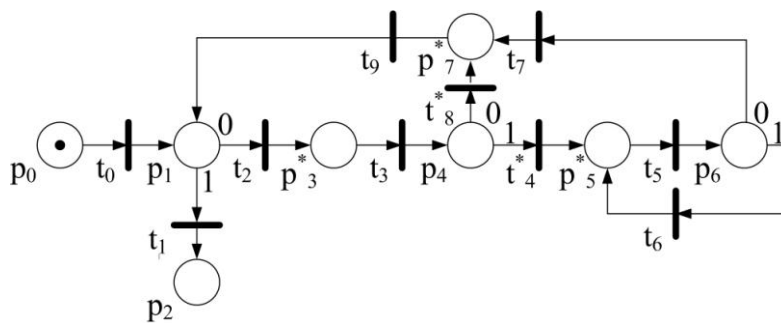 t₉ p*₇ t₇
0 t*₈ 0 1 0 1
p₀ t₀ p₁ t₂ p*₃ t₃ p₄ t*₄ p*₅ t₅ p₆
1
t₁ t₆
p₂